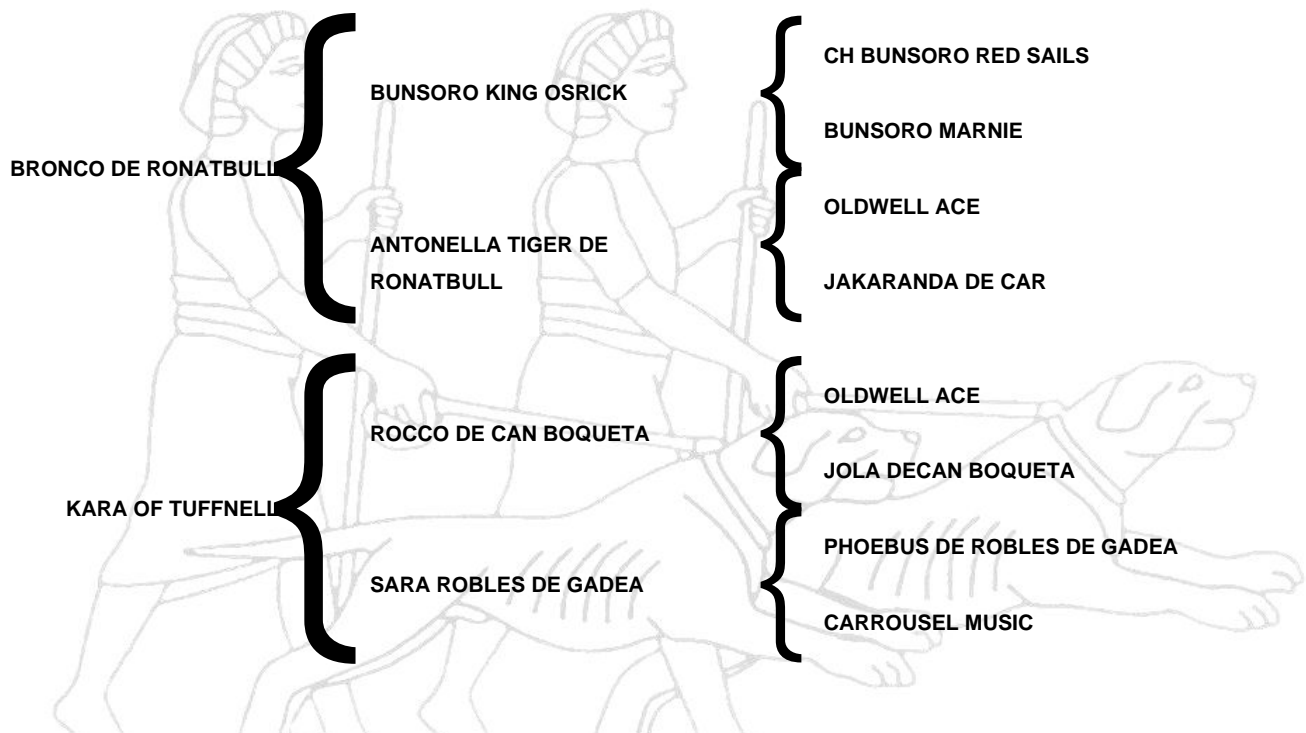 BRONCO DE RONATBULL
BUNSORO KING OSRICK
CH BUNSORO RED SAILS
BUNSORO MARNIE
ANTONELLA TIGER DE
RONATBULL
OLDWELL ACE
JAKARANDA DE CAR
KARA OF TUFFNELL
ROCCO DE CAN BOQUETA
OLDWELL ACE
JOLA DECAN BOQUETA
SARA ROBLES DE GADEA
PHOEBUS DE ROBLES DE GADEA
CARROUSEL MUSIC